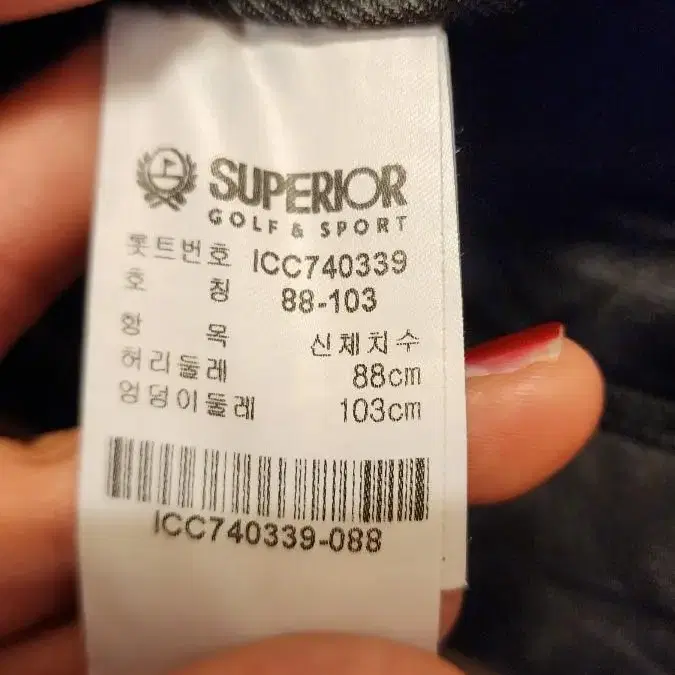 SUPERIOR
GOLF & SPORT
롯트번호 ICC740339
호 칭 88-103
항 목 신체치수
허리둘레 88cm
엉덩이둘레 103cm
ICC740339-088